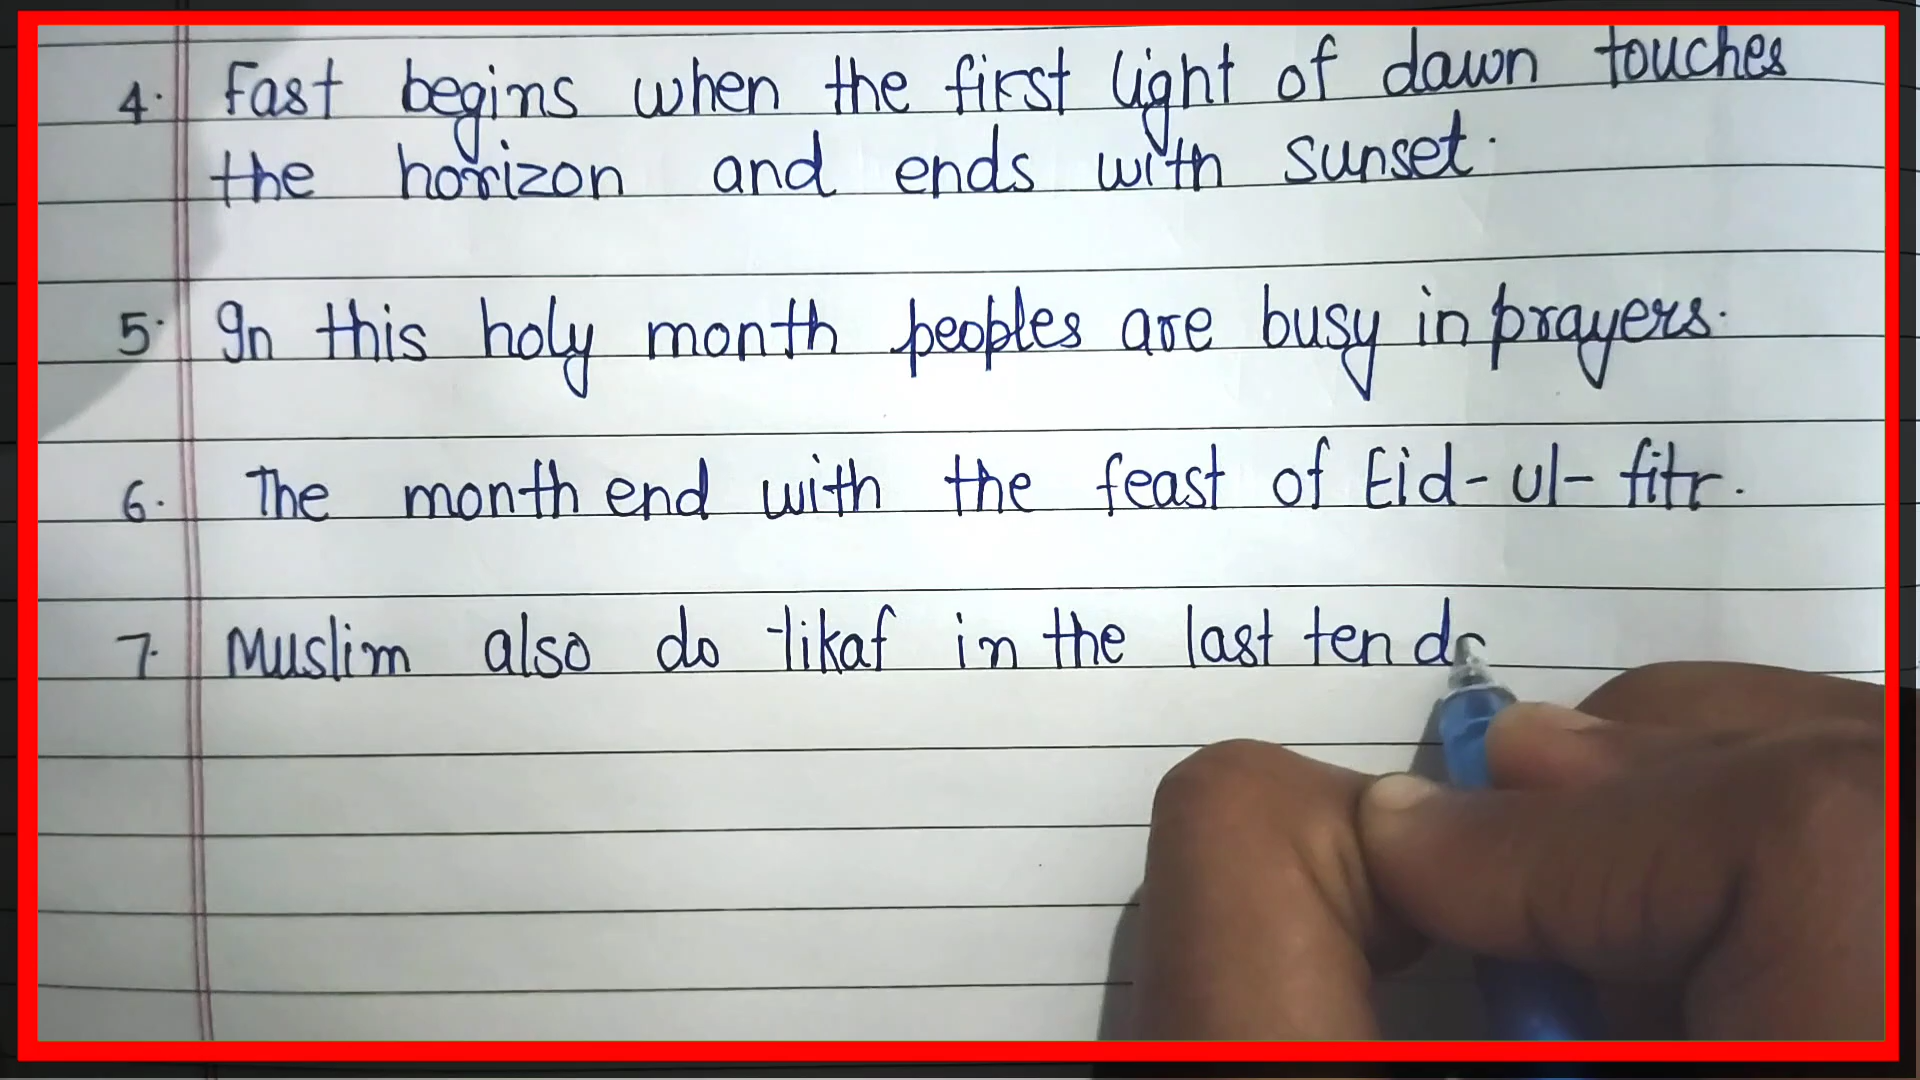 4. Fast begins when the first light of dawn touches
the horizon and ends with sunset.
5. In this holy month peoples are busy in prayers.
6. The month end with the feast of Eid-ul-fitr.
7. Muslim also do in the last ten